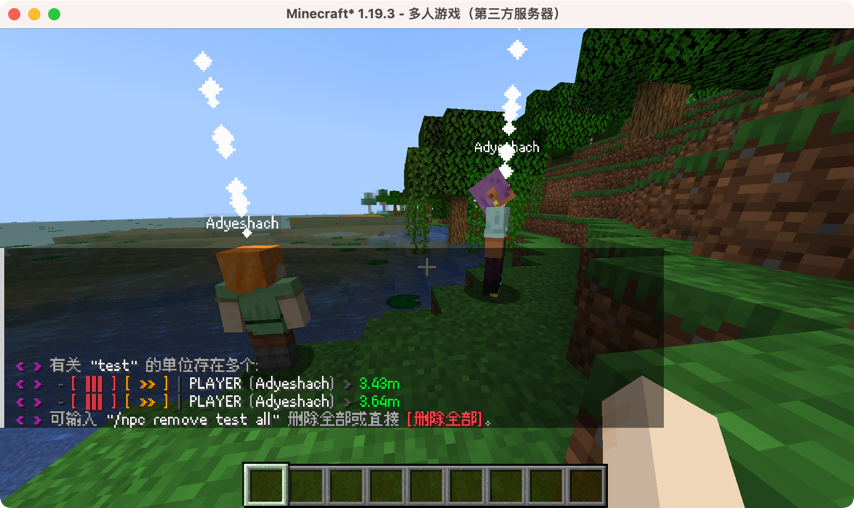 Minecraft* 1.19.3 - 多人游戏（第三方服务器）
Adyeshach
Adyeshach
« » 有关 "test" 的单位存在多个:
« » - [ ||| ] [ >> ] | PLAYER (Adyeshach) > 3.43m
« » - [ ||| ] [ >> ] | PLAYER (Adyeshach) > 3.64m
« » 可输入 "/npc remove test all" 删除全部或直接 [删除全部]。